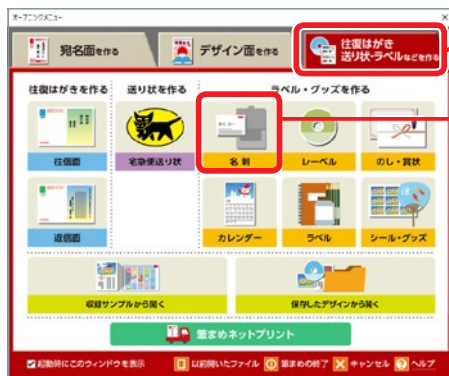 オープニングメニュー
宛名面を作る
デザイン面を作る
往復はがき
送り状・ラベルなどを作る
往復はがきを作る
送り状を作る
ラベル・グッズを作る
往信面
宅急便送り状
名刺
レーベル
のし・賞状
返信面
カレンダー
ラベル
シール・グッズ
収録サンプルから開く
保存したデザインから開く
筆まめネットプリント
起動時にこのウィンドウを表示
以前開いたファイル
筆まめの終了
キャンセル
ヘルプ